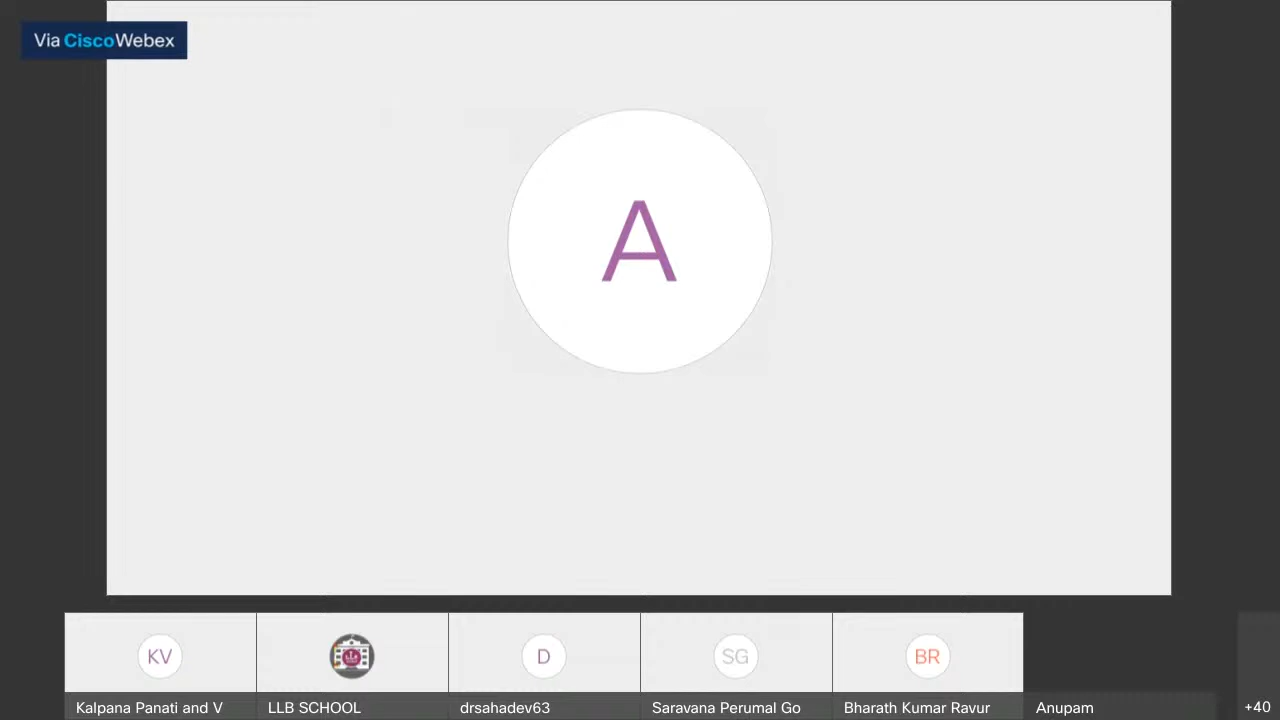 Via CiscoWebex
A
KV
D
SG
BR
Kalpana Panati and V
LLB SCHOOL
drsahadev63
Saravana Perumal Go
Bharath Kumar Ravur
Anupam
+40